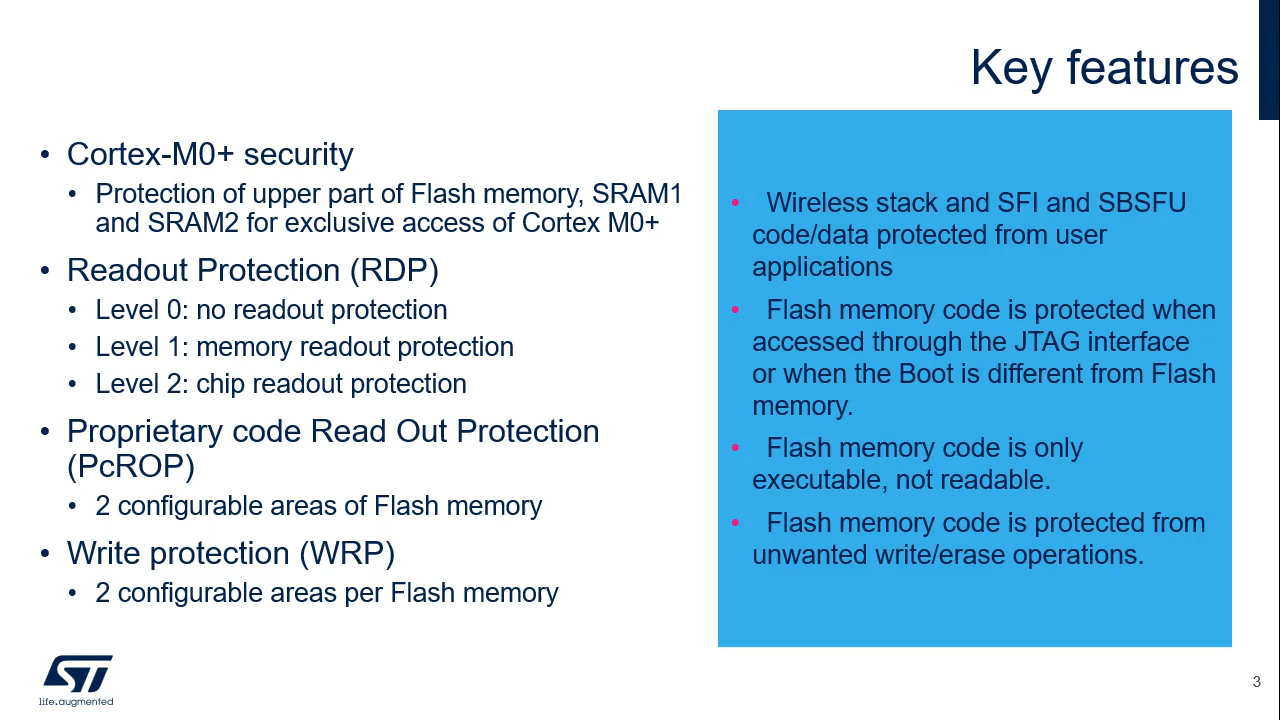 Key features
• Cortex-M0+ security
• Protection of upper part of Flash memory, SRAM1
and SRAM2 for exclusive access of Cortex M0+
• Readout Protection (RDP)
• Level 0: no readout protection
• Level 1: memory readout protection
• Level 2: chip readout protection
• Proprietary code Read Out Protection
(PcROP)
• 2 configurable areas of Flash memory
• Write protection (WRP)
• 2 configurable areas per Flash memory
• Wireless stack and SFI and SBSFU
code/data protected from user
applications
• Flash memory code is protected when
accessed through the JTAG interface
or when the Boot is different from Flash
memory.
• Flash memory code is only
executable, not readable.
• Flash memory code is protected from
unwanted write/erase operations.
ST
life.augmented
3